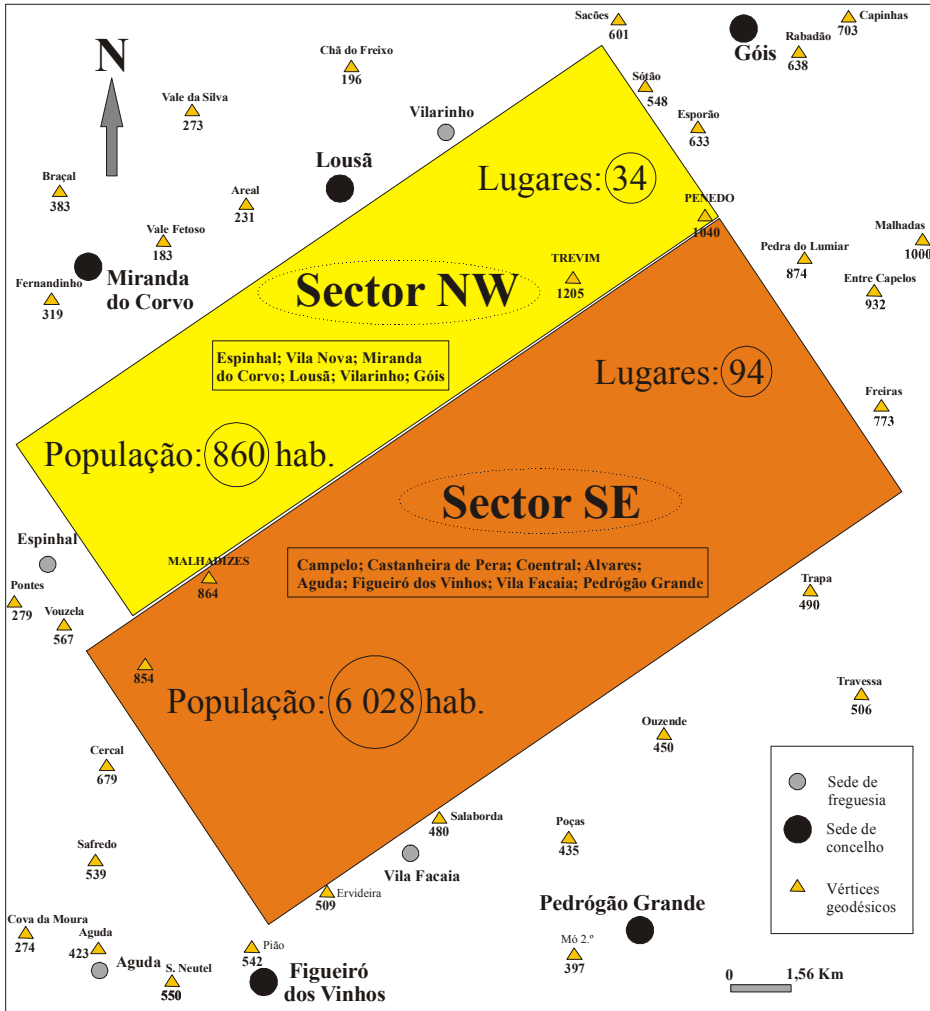 Sacões
601
Capinhas
703
Góis
Rabadão
638
N
Chã do Freixo
196
Sótão
548
Vale da Silva
273
Vilarinho
Esporão
633
Lousã
Lugares: 34
Braçal
383
Areal
231
PENEDO
1040
Vale Fetoso
183
Malhadas
1000
Pedra do Lumiar
874
Miranda
do Corvo
Fernandinho
319
TREVIM
1205
Entre Capelos
932
Sector NW
Espinhal; Vila Nova; Miranda
do Corvo; Lousã; Vilarinho; Góis
Lugares: 94
Freiras
773
População: 860 hab.
Sector SE
Espinhal
MALHADIZES
864
Campelo; Castanheira de Pera; Coentral; Alvares;
Aguda; Figueiró dos Vinhos; Vila Facaia; Pedrógão Grande
Pontes
279
Vouzela
567
Trapa
490
854
População: 6 028 hab.
Travessa
506
Ouzende
450
Cercal
679
Sede de
freguesia
Salaborda
480
Poças
435
Sede de
concelho
Safredo
539
Vila Facaia
Ervideira
509
Vértices
geodésicos
Pedrógão Grande
Cova da Moura
274
Aguda
423
Aguda
S. Neutel
550
Pião
542
Figueiró
dos Vinhos
Mó 2.º
397
0 1,56 Km